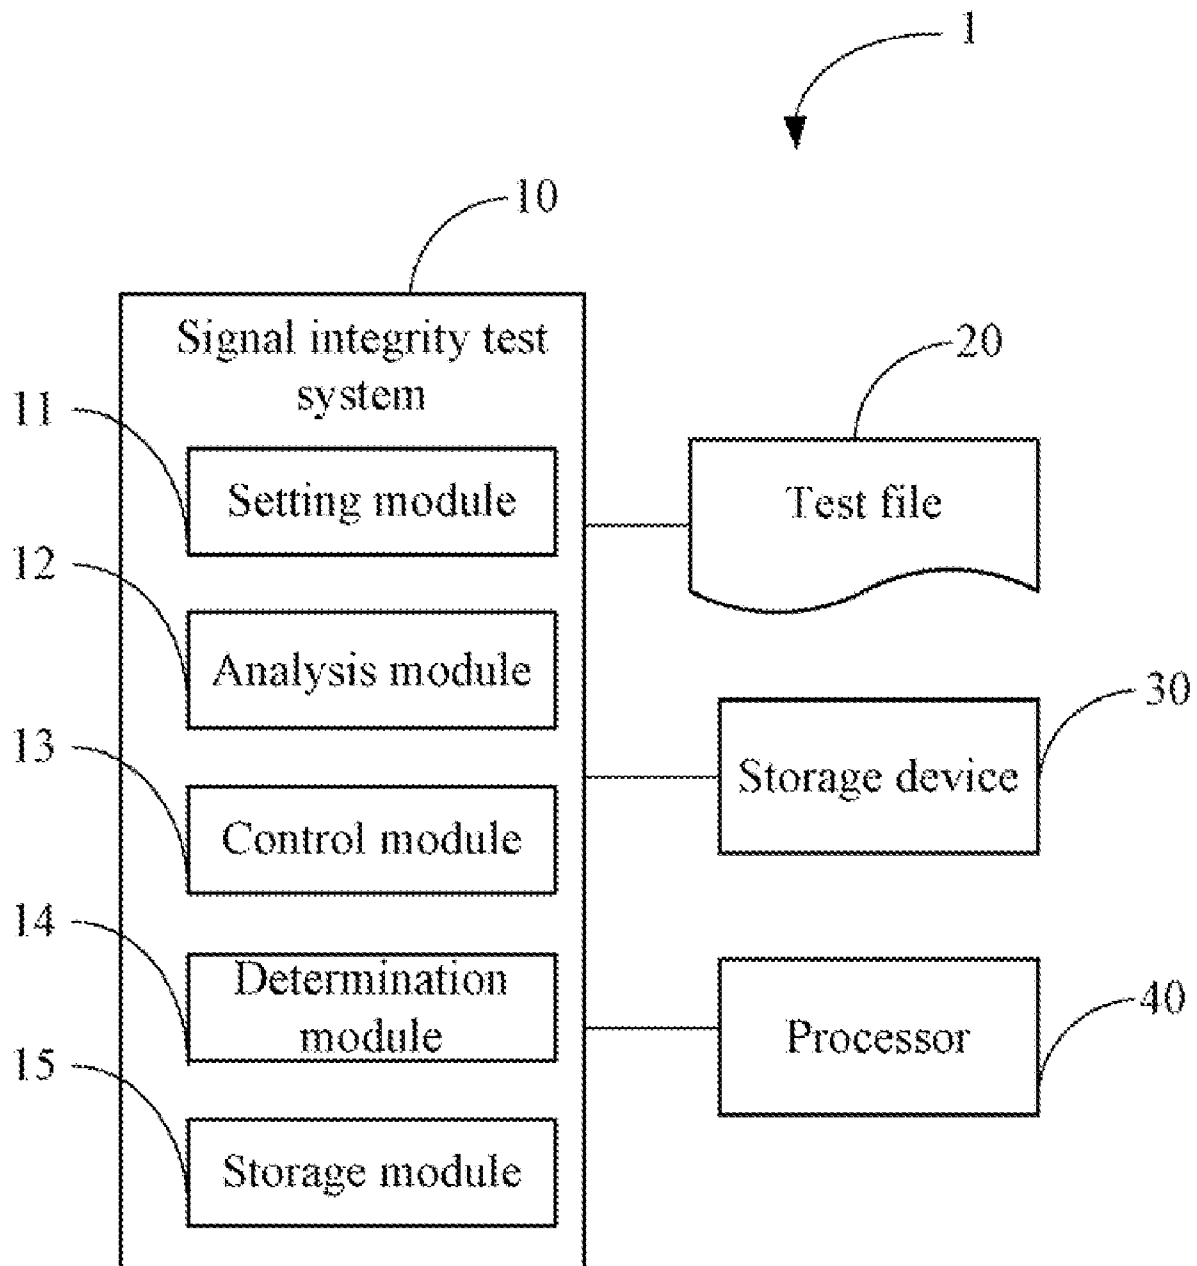 1
10
Signal integrity test
system
20
11
Setting module
Test file
12
Analysis module
30
Storage device
13
Control module
14
Determination
module
40
Processor
15
Storage module